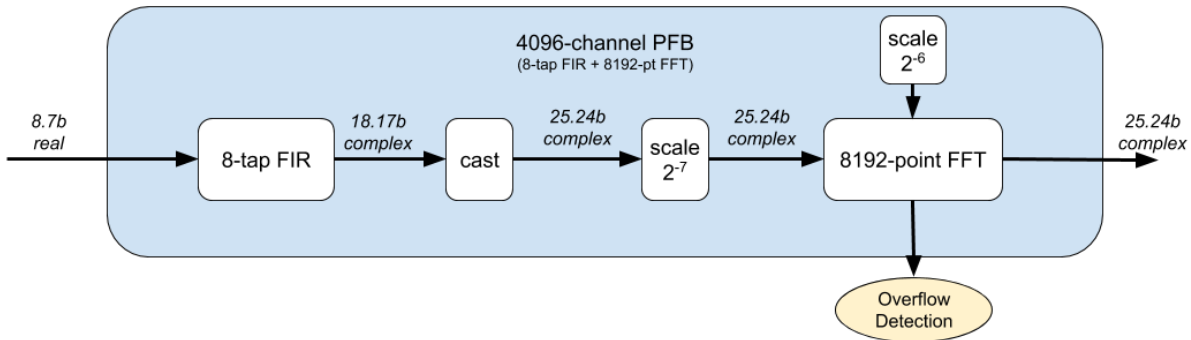 4096-channel PFB
(8-tap FIR + 8192-pt FFT)
scale
2⁻⁶
8.7b
real
8-tap FIR
18.17b
complex
cast
25.24b
complex
scale
2⁻⁷
25.24b
complex
8192-point FFT
25.24b
complex
Overflow
Detection